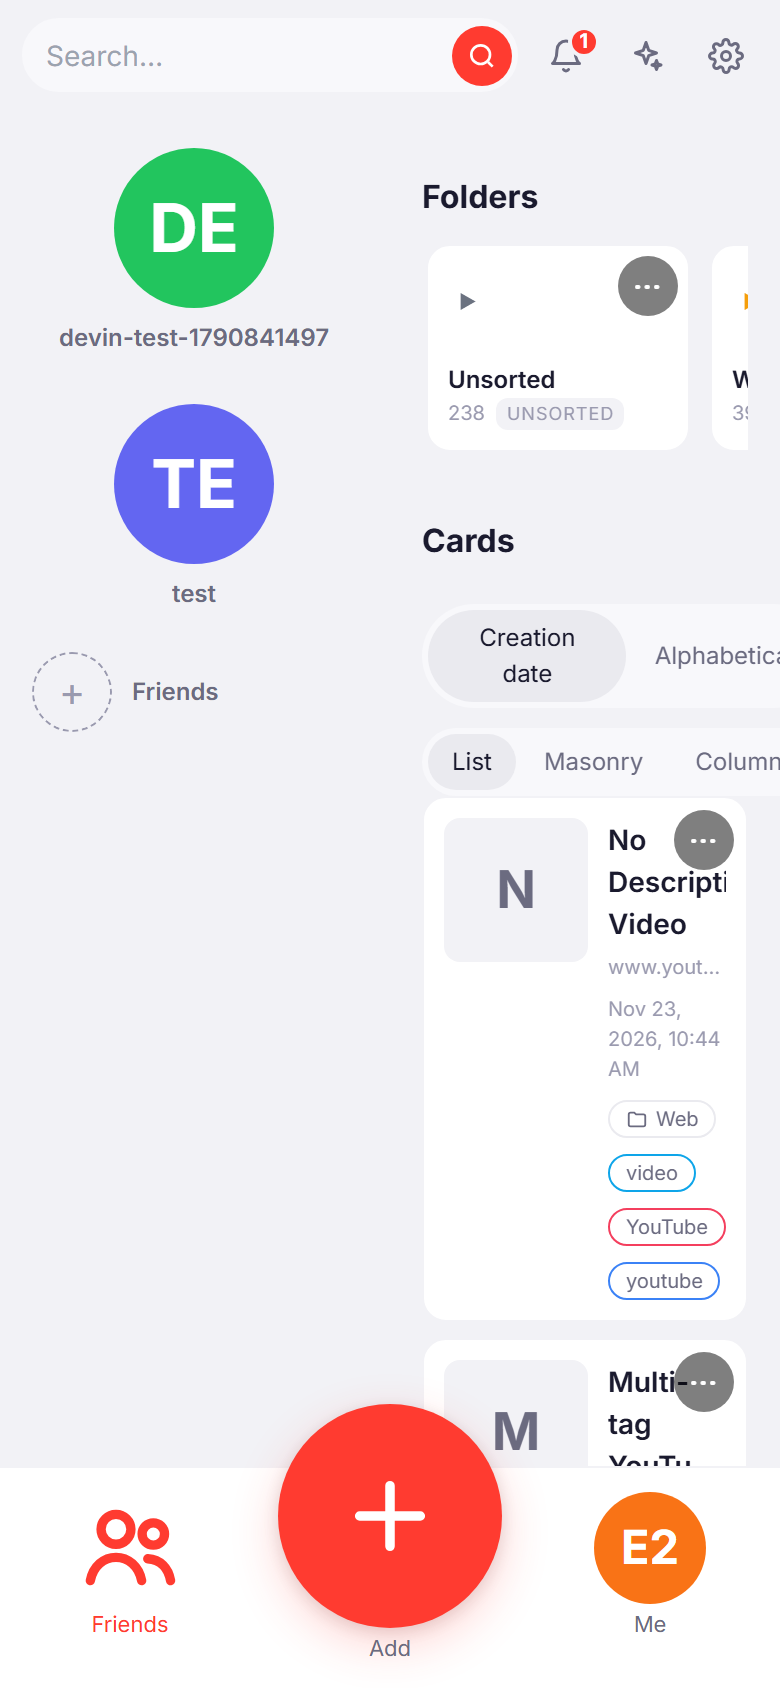 Search...
1
DE
devin-test-1790841497
TE
test
+ Friends
Folders
Unsorted
238 UNSORTED
Cards
Creation
date
List Masonry
N
No
Video
www.yout...
Nov 23,
2026, 10:44
AM
Web
video
YouTube
youtube
M
Multi-
tag
Friends
Add
E2
Me